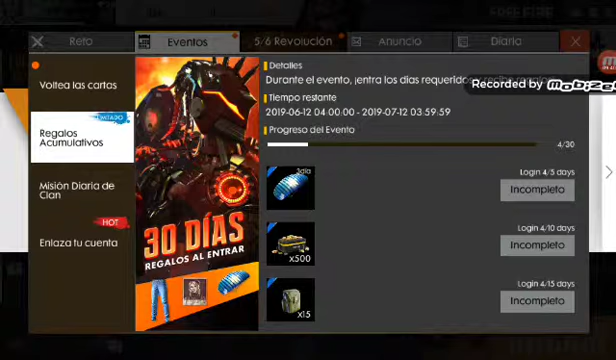 FREE FIRE
Reto
Eventos
5/6 Revolución
Anuncio
Diaria
Voltea las cartas
LIMITADO
Regalos
Acumulativos
Misión Diaria de
Clan
HOT
Enlaza tu cuenta
30 DÍAS
REGALOS AL ENTRAR
Detalles
Durante el evento, ¡entra los días requeridos y recibe
Recorded by Mobizen
Tiempo restante
2019-06-12 04:00:00 - 2019-07-12 03:59:59
Progreso del Evento
4/30
Login 4/5 days
Incompleto
x500
Login 4/10 days
Incompleto
x15
Login 4/15 days
Incompleto